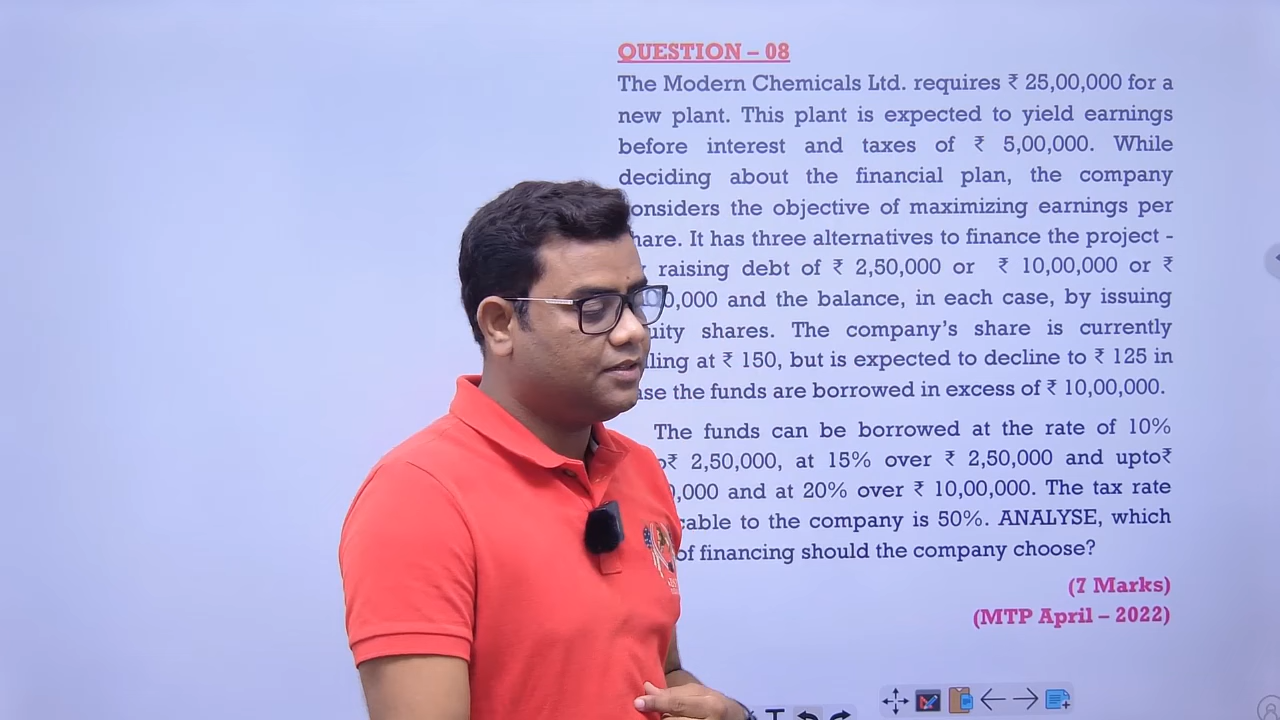 QUESTION – 08
The Modern Chemicals Ltd. requires ₹ 25,00,000 for a
new plant. This plant is expected to yield earnings
before interest and taxes of ₹ 5,00,000. While
deciding about the financial plan, the company
onsiders the objective of maximizing earnings per
hare. It has three alternatives to finance the project -
raising debt of ₹ 2,50,000 or ₹ 10,00,000 or ₹
00,000 and the balance, in each case, by issuing
uity shares. The company's share is currently
lling at ₹ 150, but is expected to decline to ₹ 125 in
ase the funds are borrowed in excess of ₹ 10,00,000.
The funds can be borrowed at the rate of 10%
₹ 2,50,000, at 15% over ₹ 2,50,000 and upto₹
0,000 and at 20% over ₹ 10,00,000. The tax rate
cable to the company is 50%. ANALYSE, which
of financing should the company choose?
(7 Marks)
(MTP April – 2022)